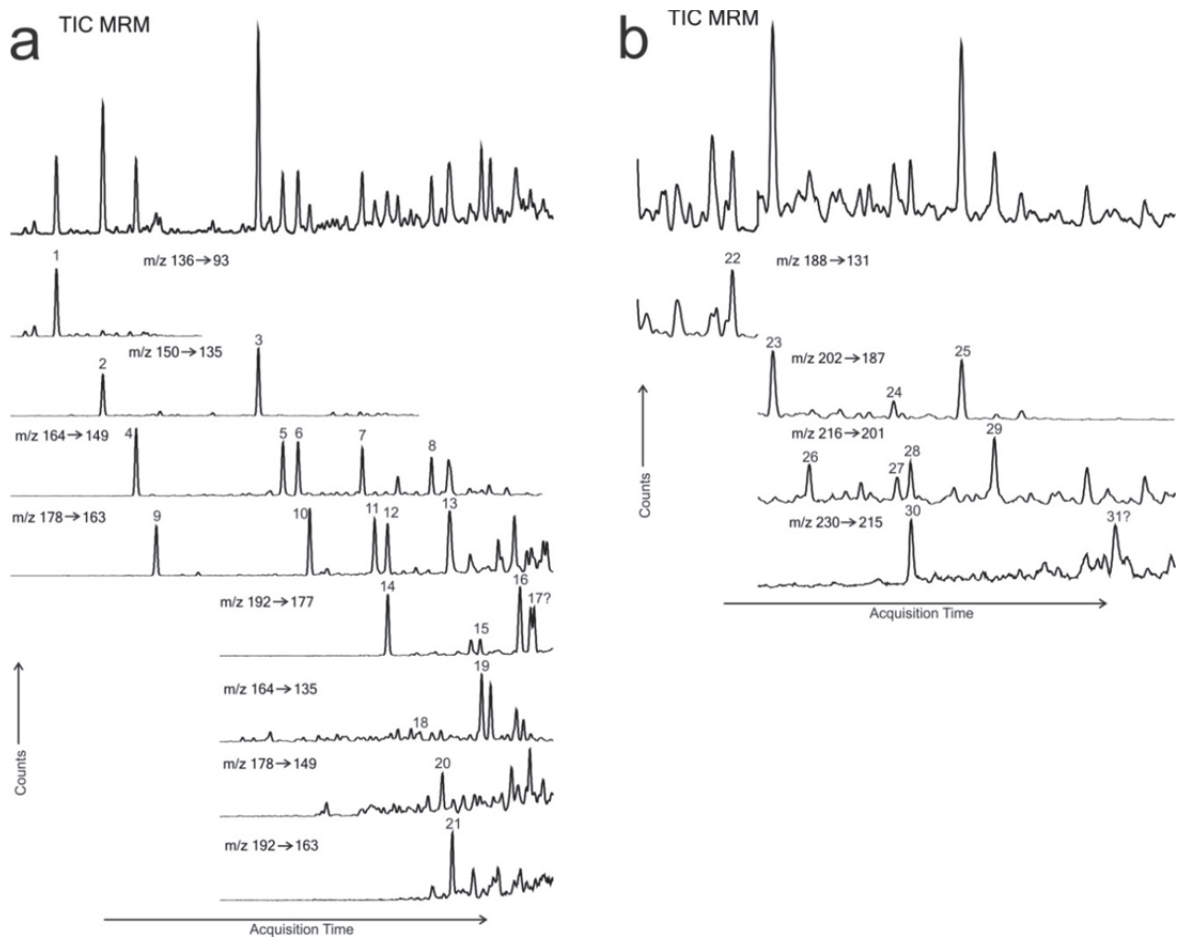 a
TIC MRM
1
m/z 136→93
m/z 150→135
2
3
m/z 164→149
4
5
6
7
8
m/z 178→163
9
10
11
12
13
m/z 192→177
14
15
16
17?
m/z 164→135
18
19
m/z 178→149
20
m/z 192→163
21
Counts
Acquisition Time
b
TIC MRM
22
m/z 188→131
23
m/z 202→187
24
25
m/z 216→201
26
27
28
29
m/z 230→215
30
31?
Counts
Acquisition Time